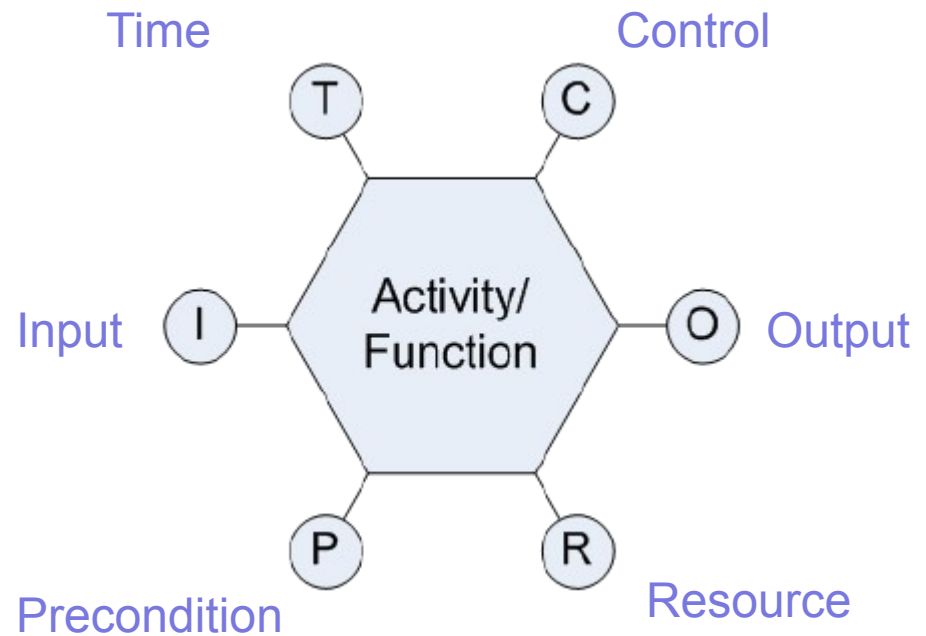 Time
Control
T
C
Activity/
Function
Input
I
O
Output
P
R
Precondition
Resource